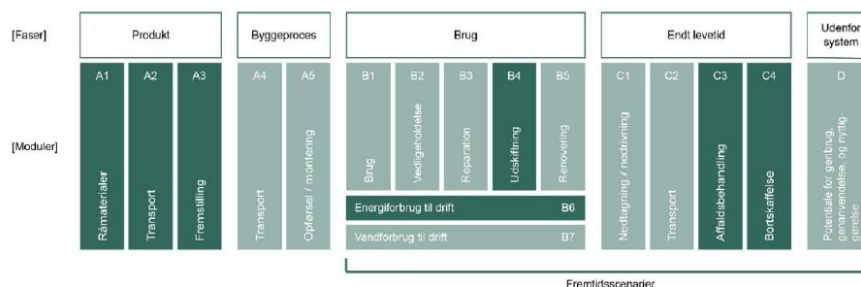 [Faser]
Produkt
Byggeproces
Brug
Endt levetid
Udenfor
system
[Moduler]
A1
Råmaterialer
A2
Transport
A3
Fremstilling
A4
Transport
A5
Opførsel / montering
B1
Brug
B2
Vedligeholdelse
B3
Reparation
B4
Udskiftning
B5
Renovering
Energiforbrug til drift B6
Vandforbrug til drift B7
C1
Nedtagning / nedrivning
C2
Transport
C3
Affaldsbehandling
C4
Bortskaffelse
D
Potentiale for genbrug,
genanvendelse, og nyttig-
gørelse
Fremtidsscenarier